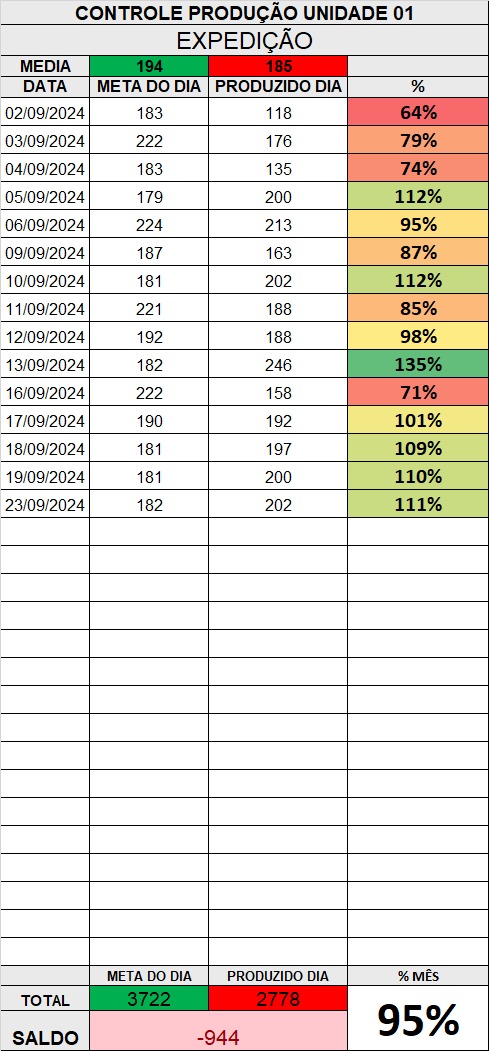 CONTROLE PRODUÇÃO UNIDADE 01
EXPEDIÇÃO
MEDIA 194 185
DATA META DO DIA PRODUZIDO DIA %
02/09/2024 183 118 64%
03/09/2024 222 176 79%
04/09/2024 183 135 74%
05/09/2024 179 200 112%
06/09/2024 224 213 95%
09/09/2024 187 163 87%
10/09/2024 181 202 112%
11/09/2024 221 188 85%
12/09/2024 192 188 98%
13/09/2024 182 246 135%
16/09/2024 222 158 71%
17/09/2024 190 192 101%
18/09/2024 181 197 109%
19/09/2024 181 200 110%
23/09/2024 182 202 111%
META DO DIA PRODUZIDO DIA % MÊS
TOTAL 3722 2778 95%
SALDO -944